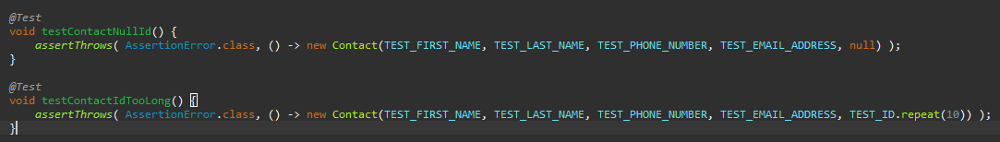 @Test
void testContactNullId() {
    assertThrows( AssertionError.class, () -> new Contact(TEST_FIRST_NAME, TEST_LAST_NAME, TEST_PHONE_NUMBER, TEST_EMAIL_ADDRESS, null) );
}
@Test
void testContactIdTooLong() {
    assertThrows( AssertionError.class, () -> new Contact(TEST_FIRST_NAME, TEST_LAST_NAME, TEST_PHONE_NUMBER, TEST_EMAIL_ADDRESS, TEST_ID.repeat(10)) );
}